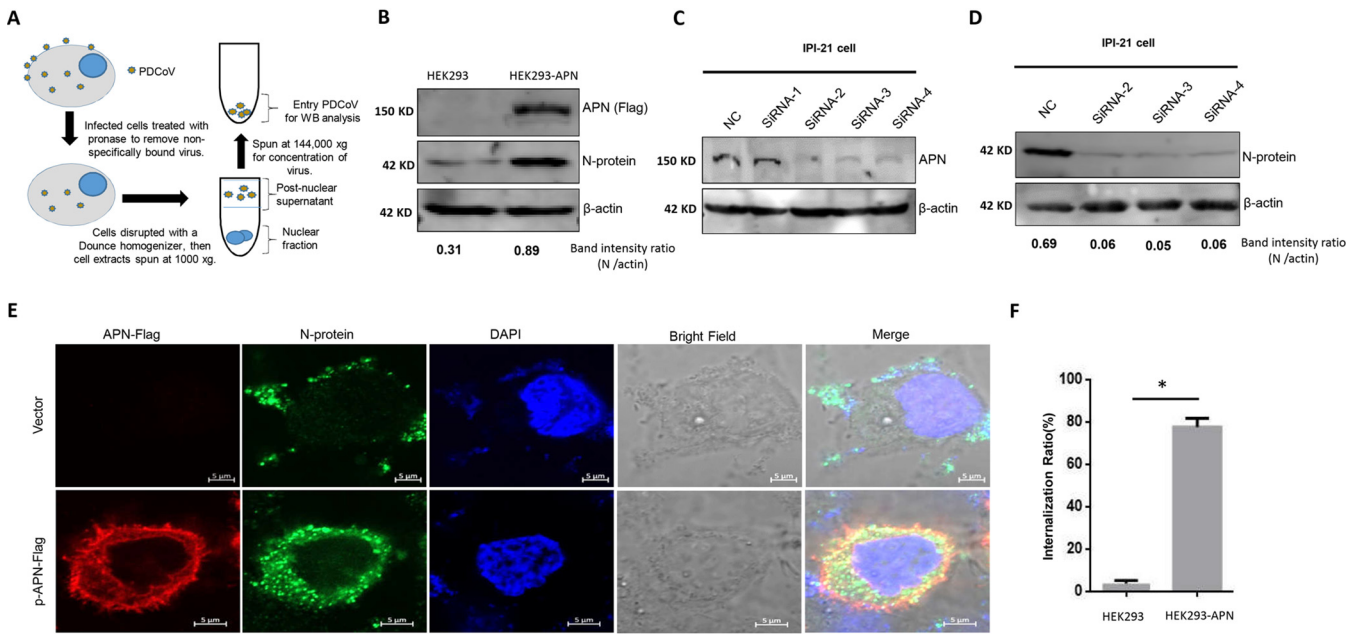 A
PDCoV
Infected cells treated with
pronase to remove non-
specifically bound virus.
Cells disrupted with a
Dounce homogenizer, then
cell extracts spun at 1000 xg.
Entry PDCoV
for WB analysis
Spun at 144,000 xg
for concentration of
virus.
Post-nuclear
supernatant
Nuclear
fraction
B
HEK293 HEK293-APN
150 KD APN (Flag)
42 KD N-protein
42 KD β-actin
0.31 0.89 Band intensity ratio
(N /actin)
C
IPI-21 cell
NC SiRNA-1 SiRNA-2 SiRNA-3 SiRNA-4
150 KD APN
42 KD β-actin
D
IPI-21 cell
NC SiRNA-2 SiRNA-3 SiRNA-4
42 KD N-protein
42 KD β-actin
0.69 0.06 0.05 0.06 Band intensity ratio
(N /actin)
E
APN-Flag N-protein DAPI Bright Field Merge
Vector
5 μm 5 μm 5 μm 5 μm 5 μm
p-APN-Flag
5 μm 5 μm 5 μm 5 μm 5 μm
F
Internalization Ratio(%)
100
80
60
40
20
0
*
HEK293 HEK293-APN